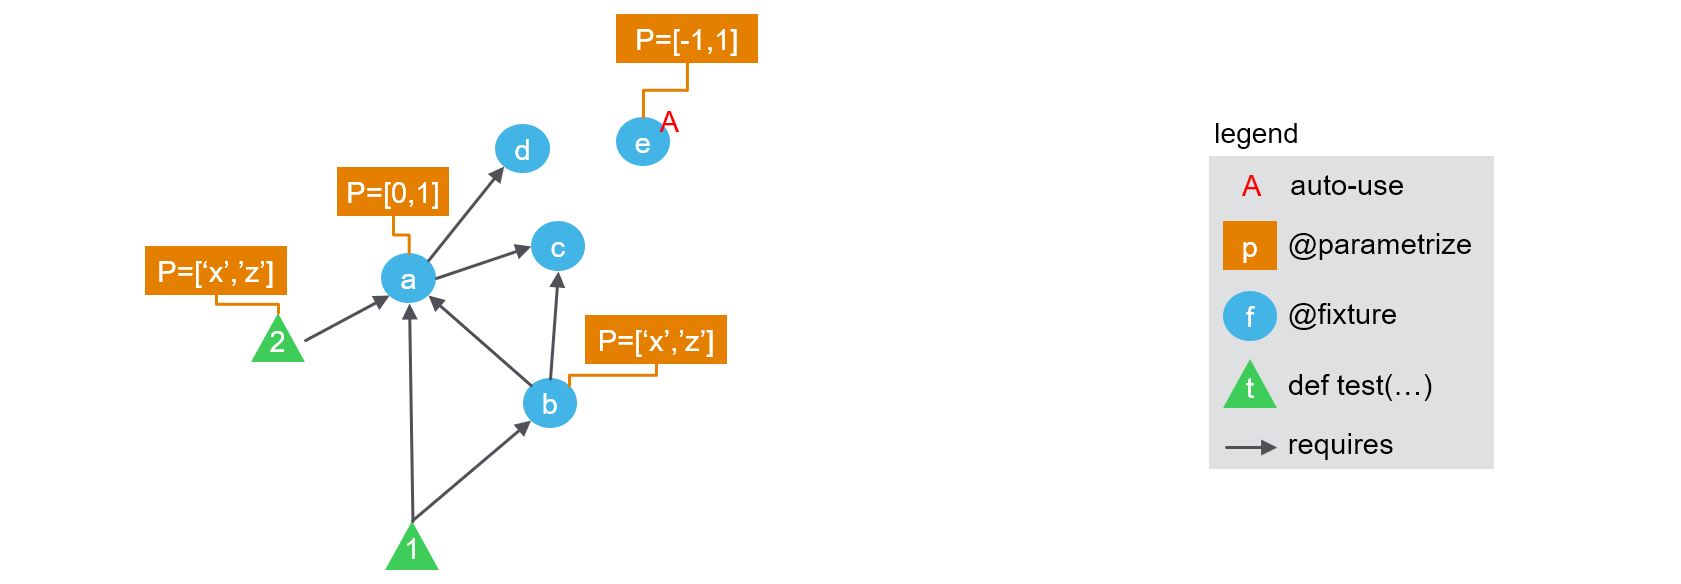 P=[-1,1]
A
e
d
P=[0,1]
c
P=[‘x’,’z’]
a
2
P=[‘x’,’z’]
b
1
legend
A auto-use
p @parametrize
f @fixture
t def test(…)
requires